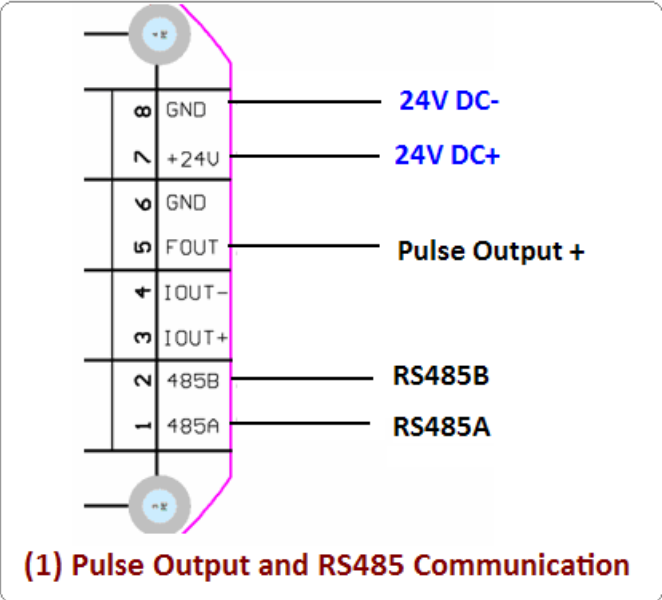 8 GND 24V DC-
7 +24V 24V DC+
6 GND
5 FOUT Pulse Output +
4 IOUT-
3 IOUT+
2 485B RS485B
1 485A RS485A
(1) Pulse Output and RS485 Communication